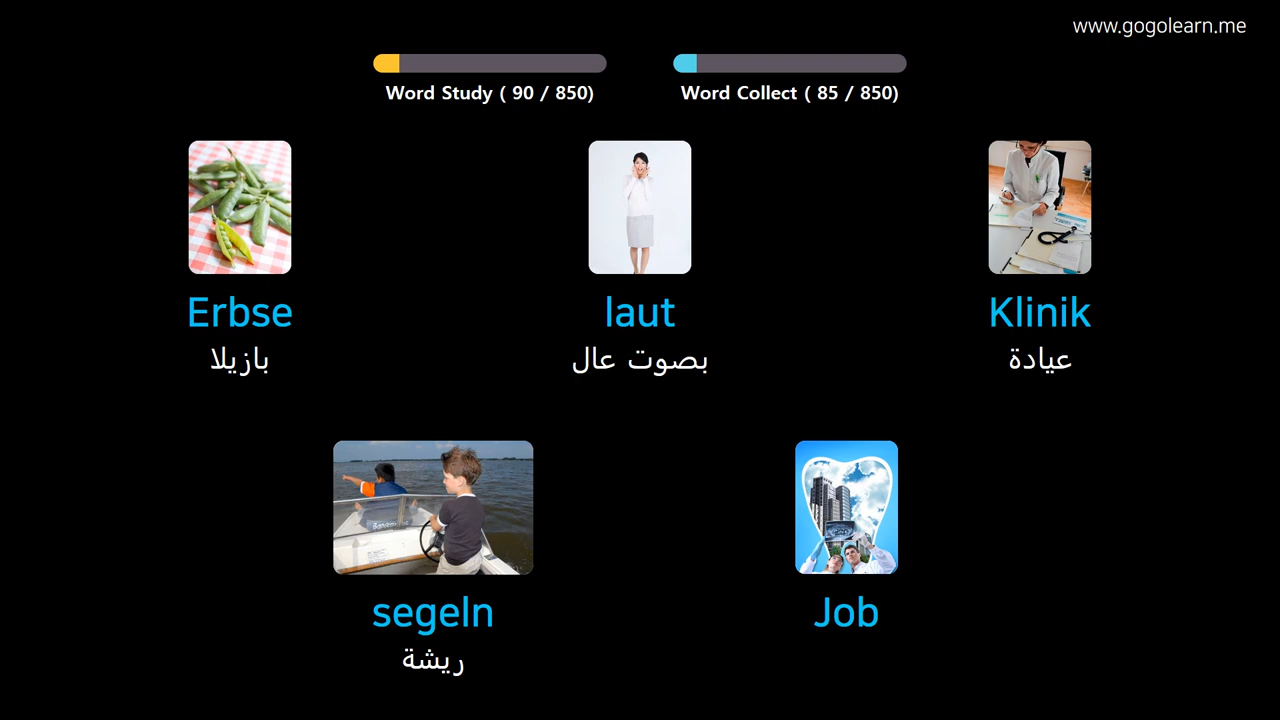 www.gogolearn.me
Word Study ( 90 / 850)
Word Collect ( 85 / 850)
Erbse
بازيلا
laut
بصوت عال
Klinik
عيادة
segeln
ريشة
Job